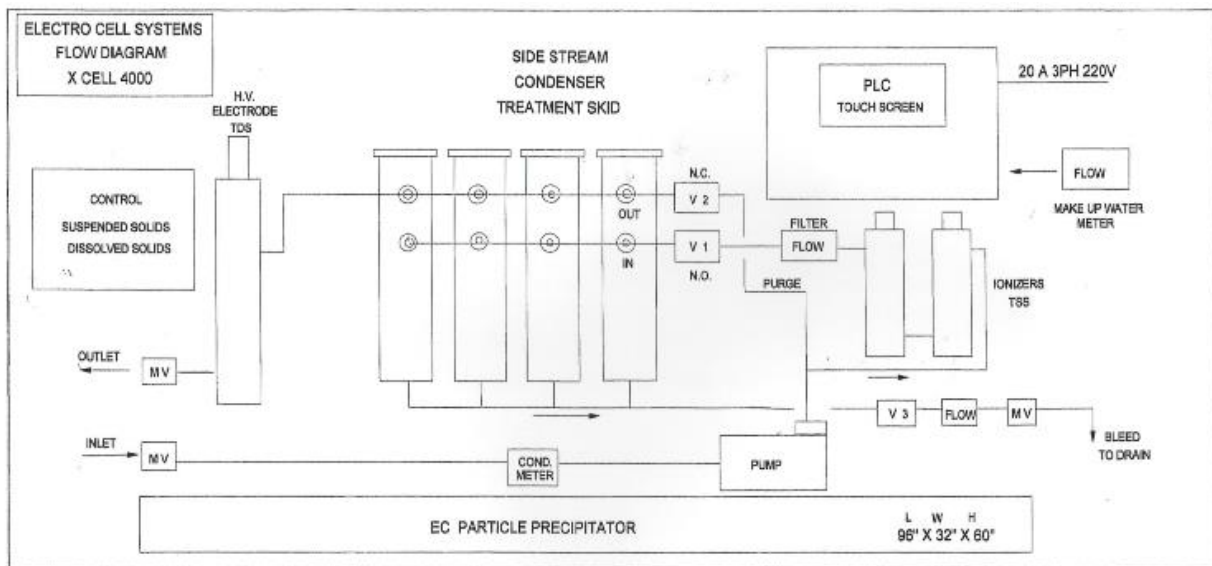 ELECTRO CELL SYSTEMS
FLOW DIAGRAM
X CELL 4000
SIDE STREAM
CONDENSER
TREATMENT SKID
PLC
TOUCH SCREEN
20 A 3PH 220V
H.V.
ELECTRODE
TDS
CONTROL
SUSPENDED SOLIDS
DISSOLVED SOLIDS
N.C.
V 2
OUT
FLOW
MAKE UP WATER
METER
FILTER
FLOW
V 1
IN
N.O.
PURGE
IONIZERS
TSS
OUTLET
M V
V 3
FLOW
MV
BLEED
TO DRAIN
INLET
M V
COND.
METER
PUMP
EC PARTICLE PRECIPITATOR
L W H
96" X 32" X 60"